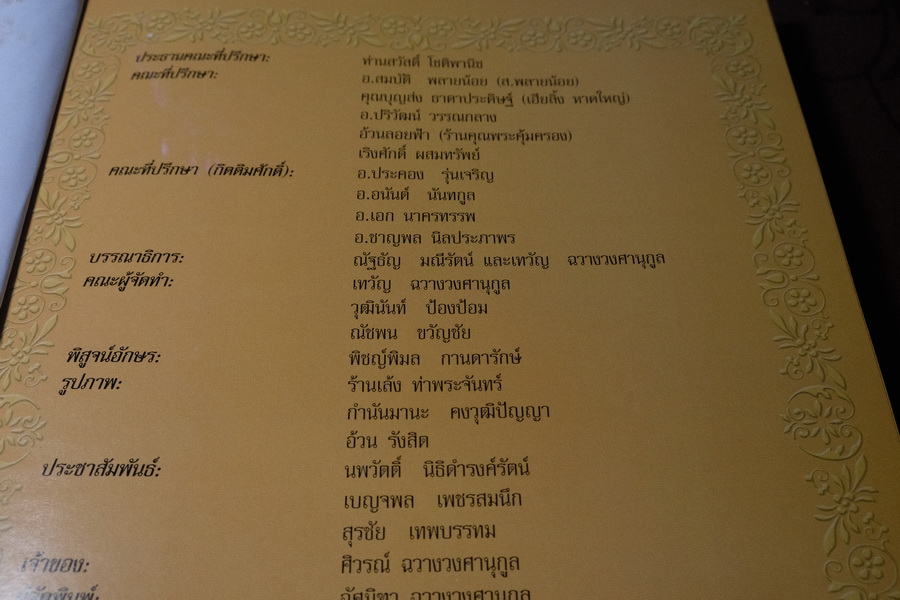 ประธานคณะที่ปรึกษา: ท่านสวัสดิ์ โชติพานิช
คณะที่ปรึกษา: อ.สมบัติ พลายน้อย (ส.พลายน้อย)
คุณบุญส่ง ธาดาประดิษฐ์ (เฮียลิ้ง หาดใหญ่)
อ.ปริวัฒน์ วรรณกลาง
อ้วนลอยฟ้า (ร้านคุณพระคุ้มครอง)
เริงศักดิ์ ผสมทรัพย์
คณะที่ปรึกษา (กิตติมศักดิ์): อ.ประคอง รุ่นเจริญ
อ.อนันต์ นันทกูล
อ.เอก นาครทรรพ
อ.ชาญพล นิลประภาพร
บรรณาธิการ: ณัฐธัญ มณีรัตน์ และเทวัญ ฉวางวงศานุกูล
คณะผู้จัดทำ: เทวัญ ฉวางวงศานุกูล
วุฒินันท์ ป้องป้อม
ณัชพน ขวัญชัย
พิสูจน์อักษร: พิชญ์พิมล กานดารักษ์
รูปภาพ: ร้านเล้ง ท่าพระจันทร์
กำนันมานะ คงวุฒิปัญญา
อ้วน รังสิต
ประชาสัมพันธ์: นพวัตติ์ นิธิดำรงค์รัตน์
เบญจพล เพชรสมนึก
สุรชัย เทพบรรทม
เจ้าของ: ศิวรณ์ ฉวางวงศานุกูล
ฉวางวงศานุกูล